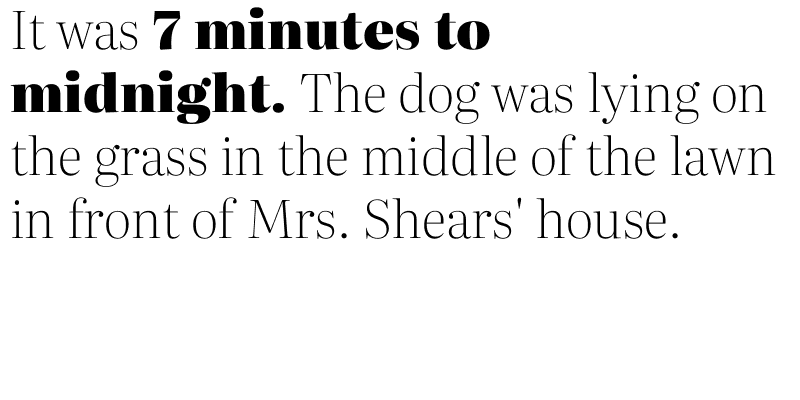 It was 7 minutes to
midnight. The dog was lying on
the grass in the middle of the lawn
in front of Mrs. Shears' house.